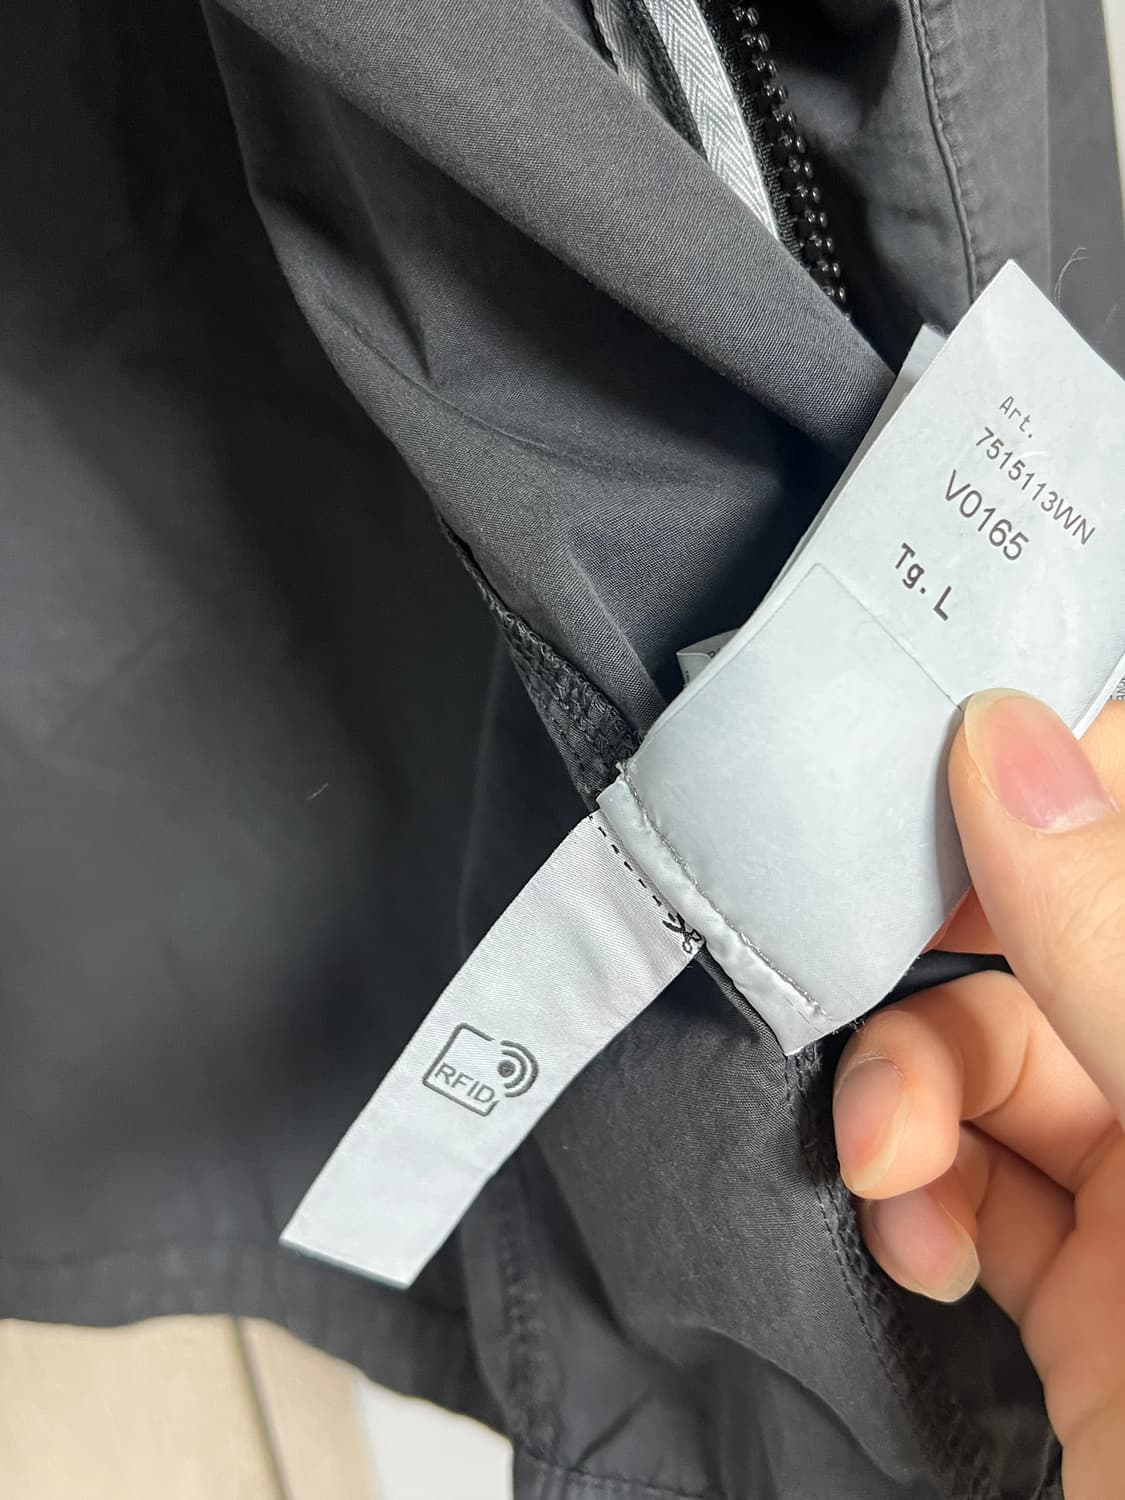 Art.
7515113WN
V0165
Tg. L
RFID